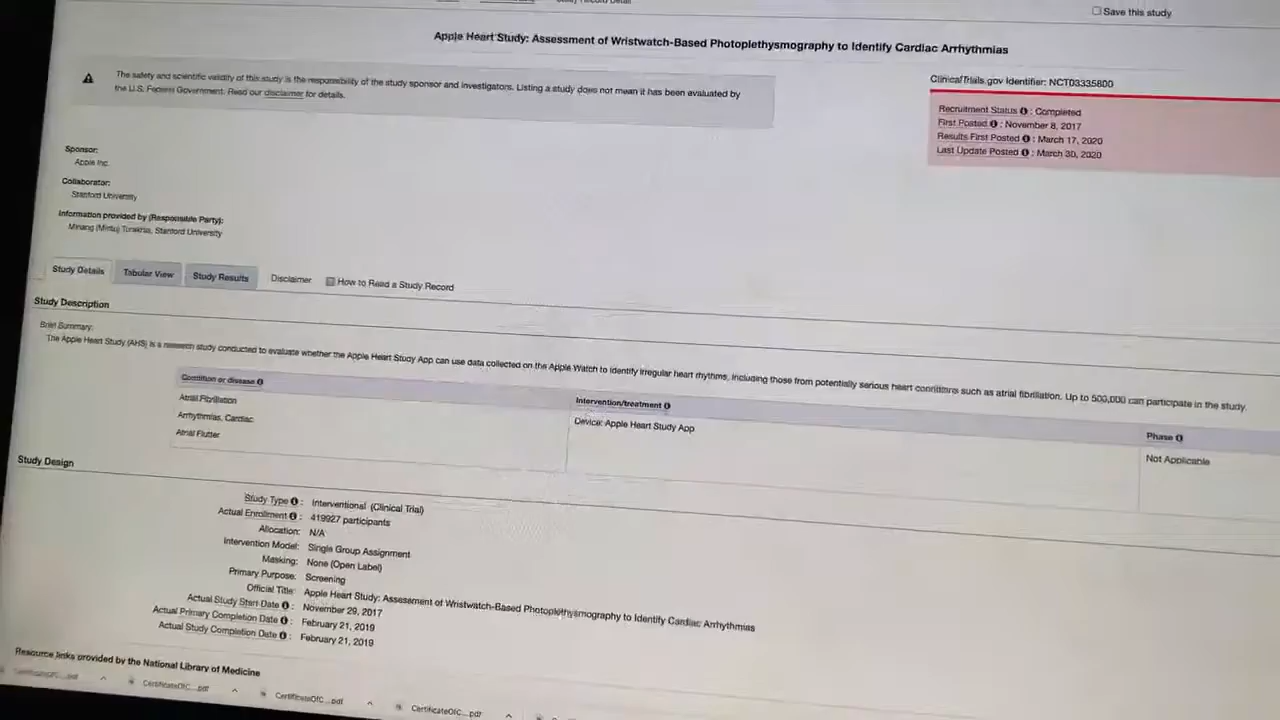 Save this study
Apple Heart Study: Assessment of Wristwatch-Based Photoplethysmography to Identify Cardiac Arrhythmias
ClinicalTrials.gov Identifier: NCT03335800
The safety and scientific validity of this study is the responsibility of the study sponsor and investigators. Listing a study does not mean it has been evaluated by
the U.S. Federal Government. Read our disclaimer for details.
Recruitment Status : Completed
First Posted : November 8, 2017
Results First Posted : March 17, 2020
Last Update Posted : March 30, 2020
Sponsor:
Apple Inc.
Collaborator:
Stanford University
Information provided by (Responsible Party):
Minang (Mintu) Turakhia, Stanford University
Study Details
Tabular View
Study Results
Disclaimer
How to Read a Study Record
Study Description
Brief Summary:
The Apple Heart Study (AHS) is a research study conducted to evaluate whether the Apple Heart Study App can use data collected on the Apple Watch to identify irregular heart rhythms, including those from potentially serious heart conditions such as atrial fibrillation. Up to 500,000 can participate in the study.
Condition or disease
Intervention/treatment
Phase
Atrial Fibrillation
Arrhythmias, Cardiac
Atrial Flutter
Device: Apple Heart Study App
Not Applicable
Study Design
Study Type : Interventional (Clinical Trial)
Actual Enrollment : 419927 participants
Allocation: N/A
Intervention Model: Single Group Assignment
Masking: None (Open Label)
Primary Purpose: Screening
Official Title: Apple Heart Study: Assessment of Wristwatch-Based Photoplethysmography to Identify Cardiac Arrhythmias
Actual Study Start Date : November 29, 2017
Actual Primary Completion Date : February 21, 2019
Actual Study Completion Date : February 21, 2019
Resource links provided by the National Library of Medicine
CertificateOfC....pdf
CertificateOfC....pdf
CertificateOfC....pdf
CertificateOfC....pdf